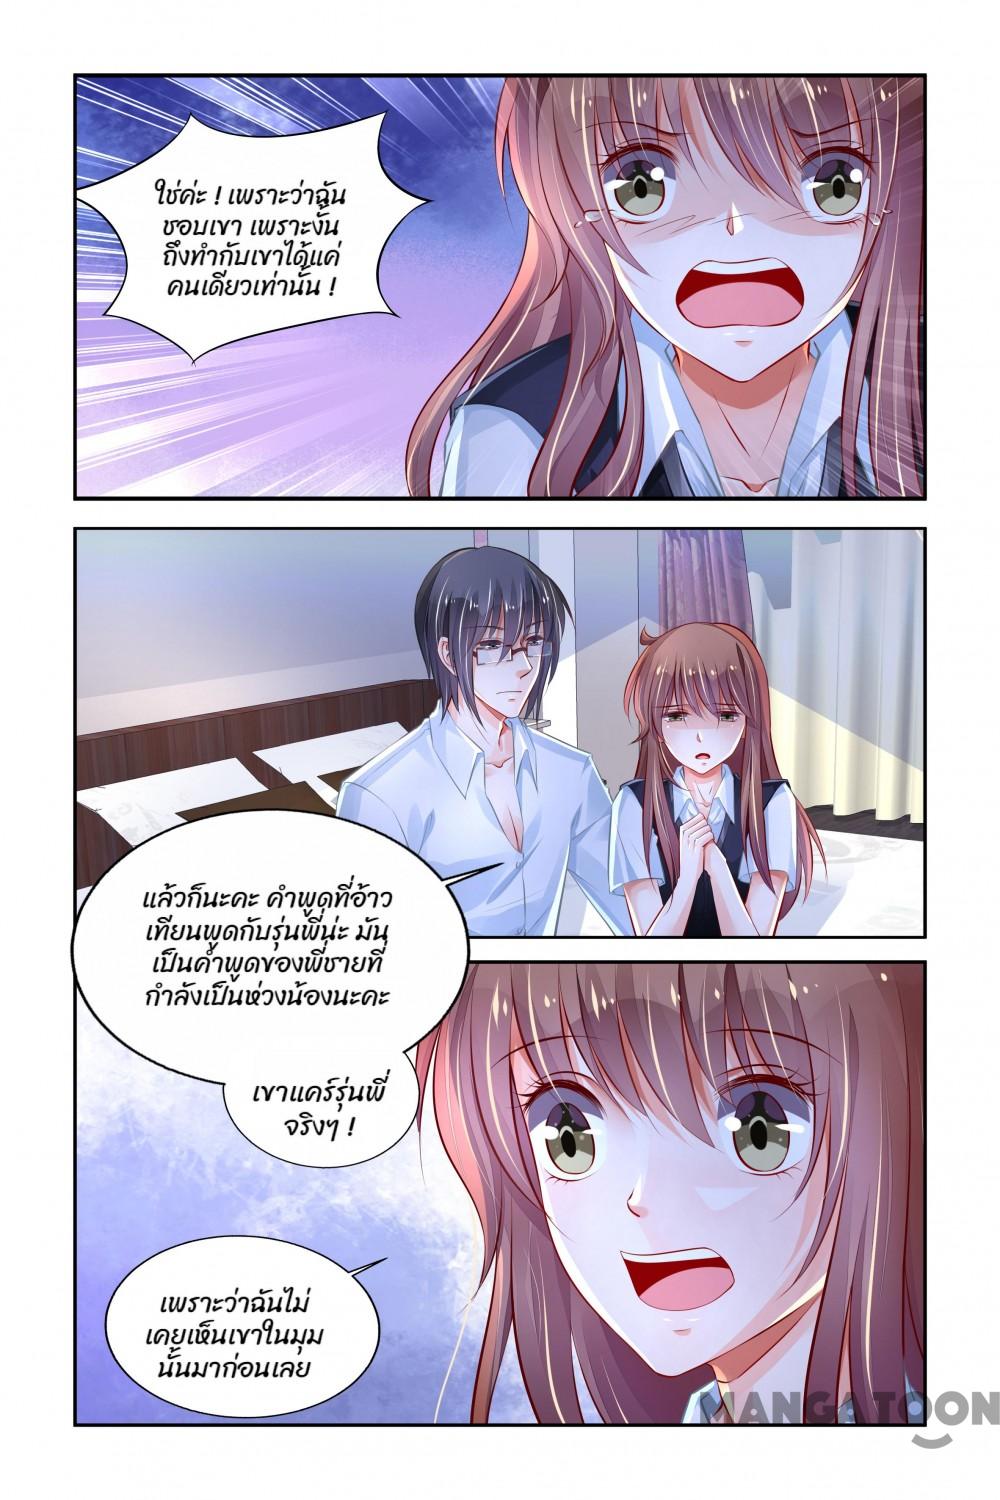 ใช่ค่ะ ! เพราะว่าฉัน
ชอบเขา เพราะงั้น
ถึงทำกับเขาได้แค่
คนเดียวเท่านั้น !
แล้วก็นะคะ คำพูดที่อ้าว
เทียนพูดกับรุ่นพี่น่ะ มัน
เป็นคำพูดของพี่ชายที่
กำลังเป็นห่วงน้องนะคะ
เขาแคร์รุ่นพี่
จริงๆ !
เพราะว่าฉันไม่
เคยเห็นเขาในมุม
นั้นมาก่อนเลย
MANGATOON